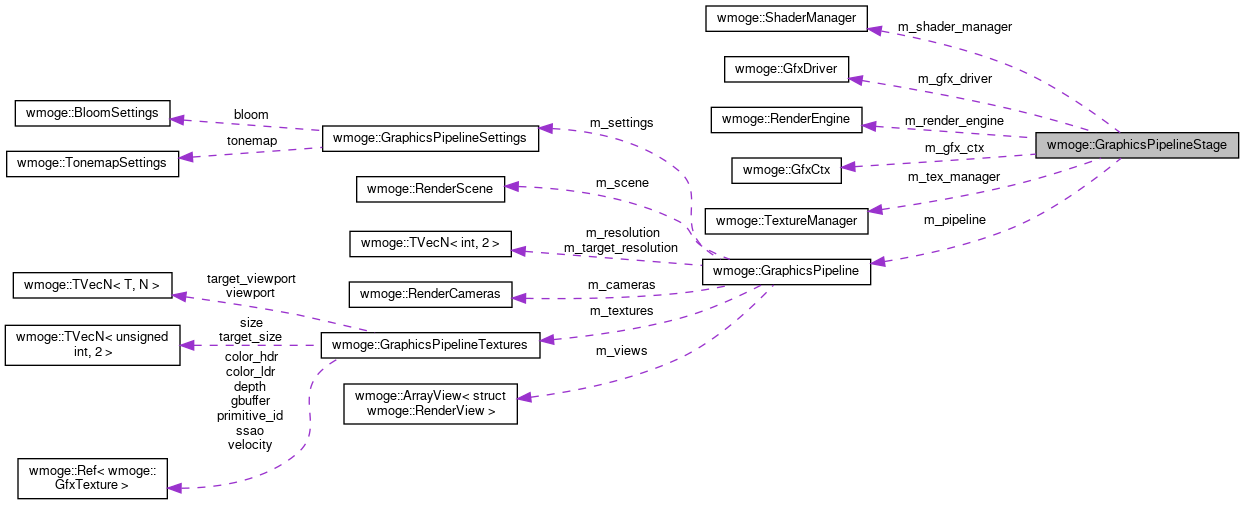 wmoge::ShaderManager
m_shader_manager
wmoge::GfxDriver
m_gfx_driver
wmoge::BloomSettings
bloom
wmoge::GraphicsPipelineSettings
m_settings
wmoge::RenderEngine
m_render_engine
wmoge::GraphicsPipelineStage
wmoge::TonemapSettings
tonemap
wmoge::GfxCtx
m_gfx_ctx
wmoge::RenderScene
m_scene
m_tex_manager
wmoge::TextureManager
m_pipeline
wmoge::TVecN< int, 2 >
m_resolution
m_target_resolution
wmoge::GraphicsPipeline
wmoge::TVecN< T, N >
target_viewport
viewport
wmoge::RenderCameras
m_cameras
m_textures
wmoge::TVecN< unsigned
int, 2 >
size
target_size
wmoge::GraphicsPipelineTextures
m_views
color_hdr
color_ldr
depth
gbuffer
primitive_id
ssao
velocity
wmoge::ArrayView< struct
wmoge::RenderView >
wmoge::Ref< wmoge::
GfxTexture >